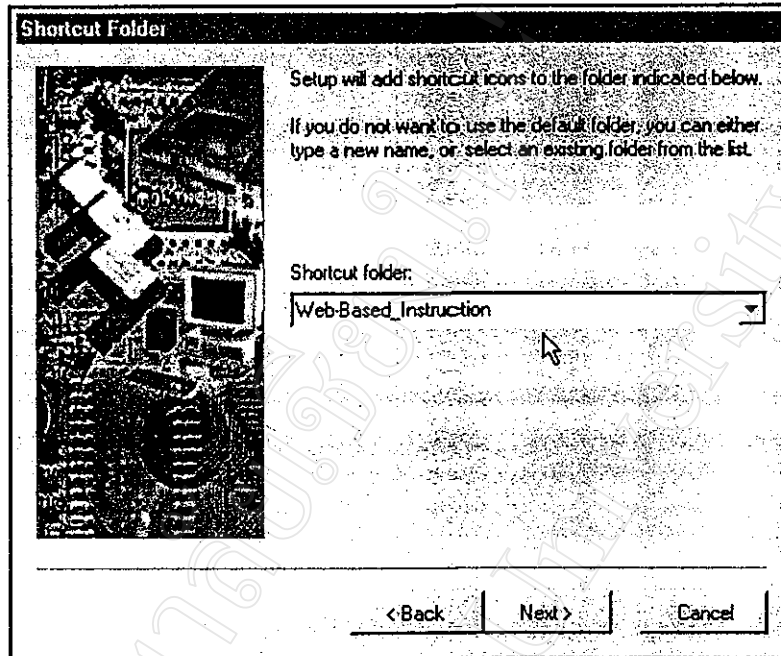 Shortcut Folder
Setup will add shortcut icons to the folder indicated below.
If you do not want to use the default folder, you can either
type a new name, or select an existing folder from the list.
Shortcut folder:
Web-Based_Instruction
< Back
Next >
Cancel
University